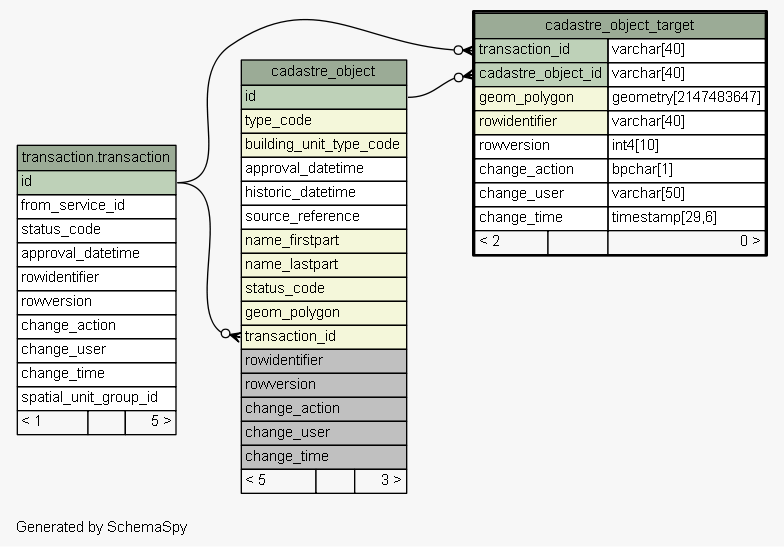 cadastre_object_target
transaction_id varchar[40]
cadastre_object_id varchar[40]
geom_polygon geometry[2147483647]
rowidentifier varchar[40]
rowversion int4[10]
change_action bpchar[1]
change_user varchar[50]
change_time timestamp[29,6]
< 2 0 >
cadastre_object
id
type_code
building_unit_type_code
approval_datetime
historic_datetime
source_reference
name_firstpart
name_lastpart
status_code
geom_polygon
transaction_id
rowidentifier
rowversion
change_action
change_user
change_time
< 5 3 >
transaction.transaction
id
from_service_id
status_code
approval_datetime
rowidentifier
rowversion
change_action
change_user
change_time
spatial_unit_group_id
< 1 5 >
Generated by SchemaSpy